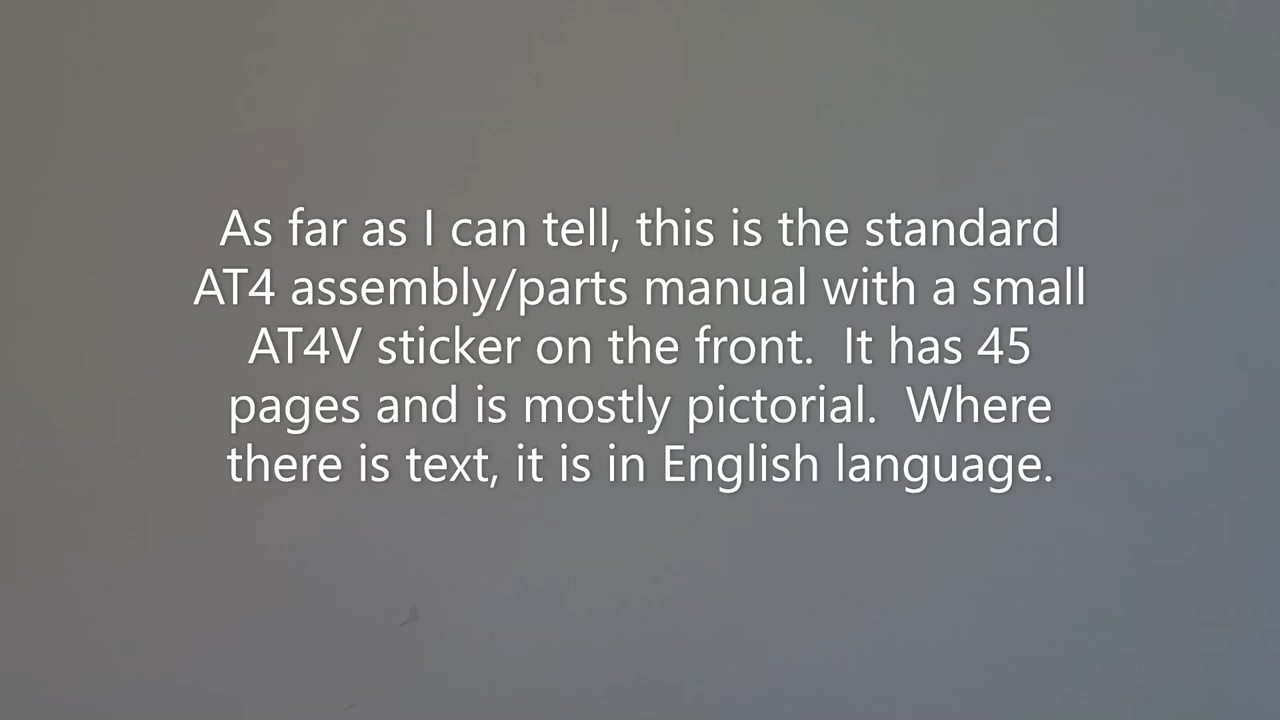 As far as I can tell, this is the standard
AT4 assembly/parts manual with a small
AT4V sticker on the front.  It has 45
pages and is mostly pictorial.  Where
there is text, it is in English language.